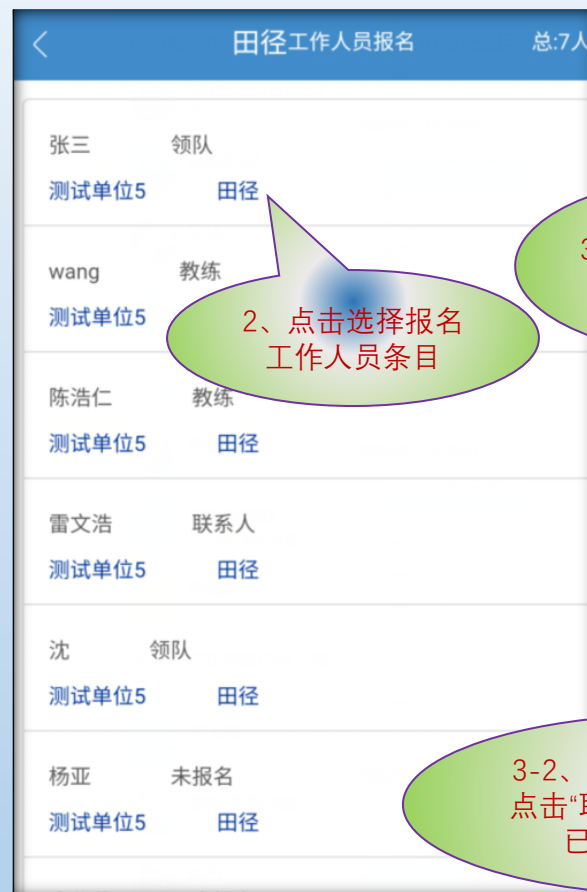 田径工作人员报名 总:7人
张三 领队
测试单位5 田径
wang 教练
测试单位5
2、点击选择报名
工作人员条目
3
陈浩仁 教练
测试单位5 田径
雷文浩 联系人
测试单位5 田径
沈 领队
测试单位5 田径
杨亚 未报名
测试单位5 田径
3-2、
点击“取
已